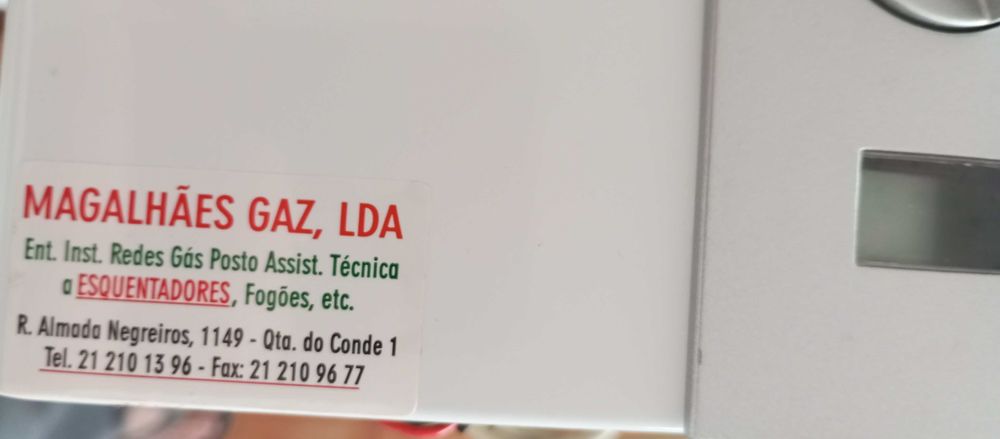 MAGALHÃES GAZ, LDA
Ent. Inst. Redes Gás Posto Assist. Técnica
a ESQUENTADORES, Fogões, etc.
R. Almada Negreiros, 1149 - Qta. do Conde 1
Tel. 21 210 13 96 - Fax: 21 210 96 77